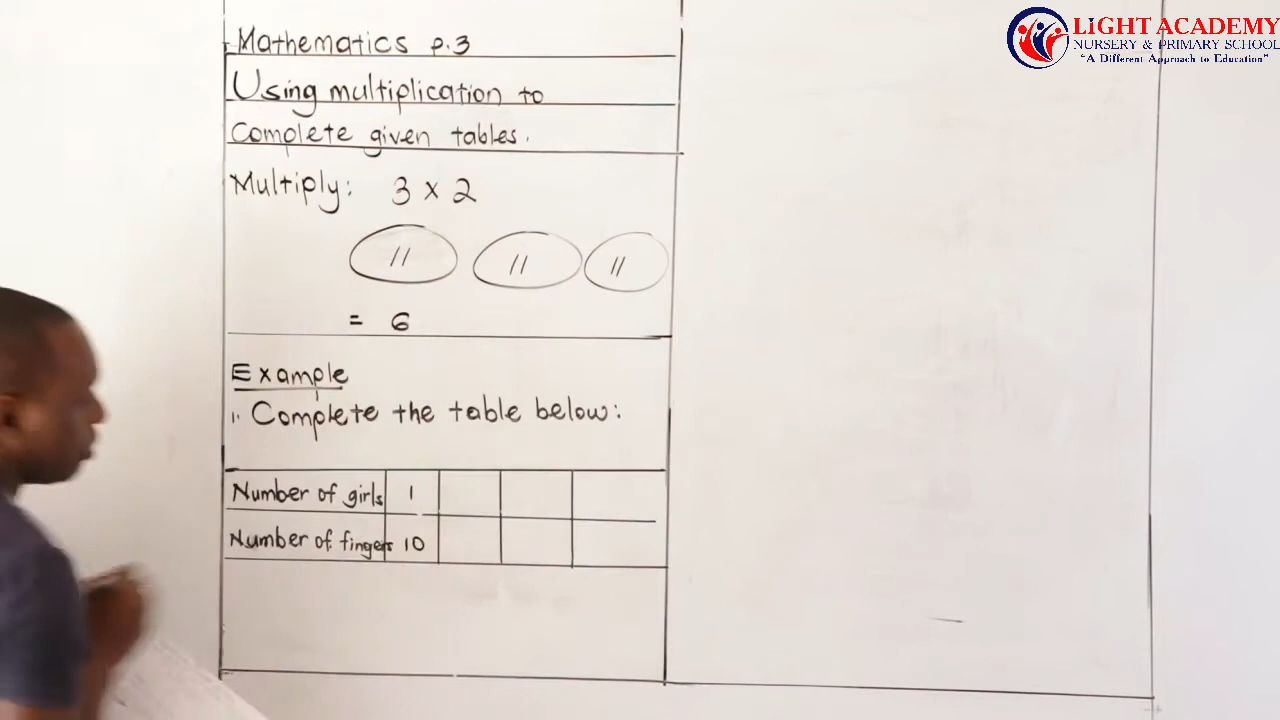 Mathematics p.3
Using multiplication to
Complete given tables.
Multiply: 3 x 2
= 6
Example
1. Complete the table below:
Number of girls 1
Number of fingers 10
LiGHT ACADEMY
NURSERY & PRIMARY SCHOOL
"A Different Approach to Education"